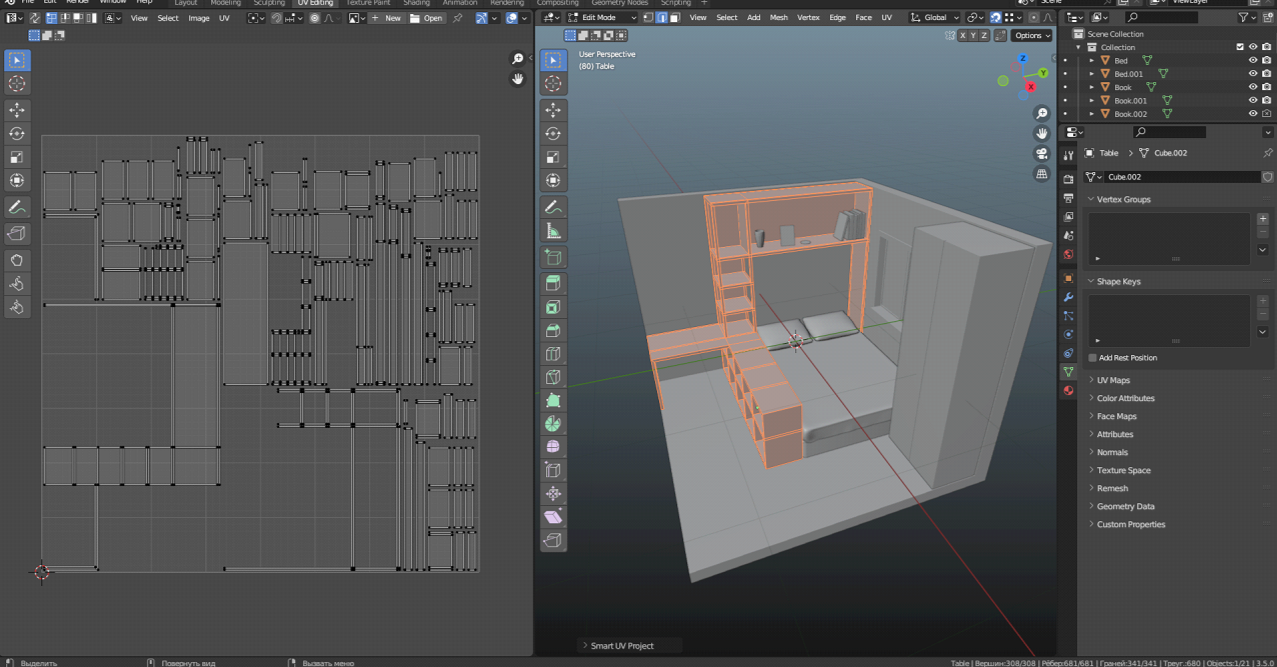 File Edit Render Window Help Layout Modeling Sculpting UV Editing Texture Paint Shading Animation Rendering Compositing Geometry Nodes Scripting + Scene ViewLayer
View Select Image UV + New Open
Edit Mode View Select Add Mesh Vertex Edge Face UV Global
X Y Z Options
User Perspective
(80) Table
Z
Y
X
Scene Collection
Collection
Bed
Bed.001
Book
Book.001
Book.002
Table > Cube.002
Cube.002
Vertex Groups
Shape Keys
Add Rest Position
UV Maps
Color Attributes
Face Maps
Attributes
Normals
Texture Space
Remesh
Geometry Data
Custom Properties
> Smart UV Project
Выделить Повернуть вид Вызвать меню Table | Вершин:308/308 | Рёбер:681/681 | Граней:341/341 | Треуг.:680 | Objects:1/21 | 3.5.0